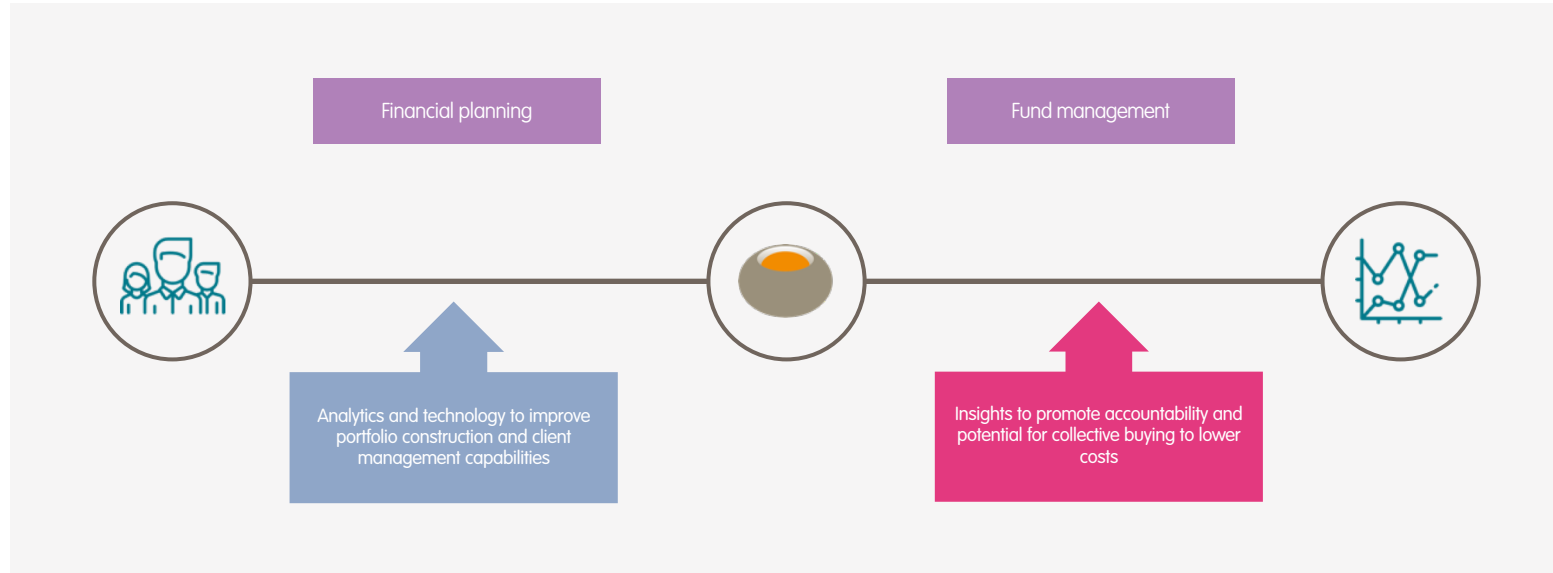 Financial planning
Fund management
Analytics and technology to improve
portfolio construction and client
management capabilities
Insights to promote accountability and
potential for collective buying to lower
costs